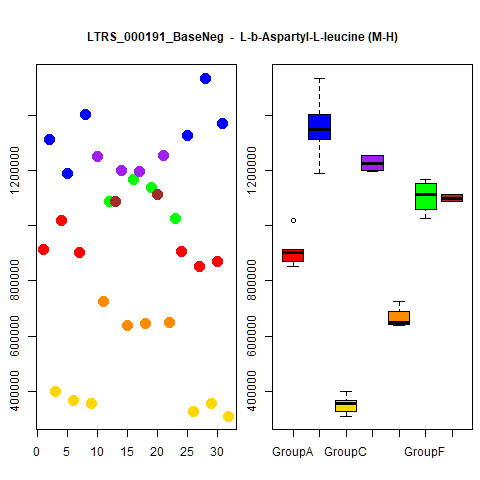 LTRS_000191_BaseNeg - L-b-Aspartyl-L-leucine (M-H)
400000 600000 800000 1200000
0 5 10 15 20 25 30
400000 600000 800000 1200000
GroupA GroupC GroupF